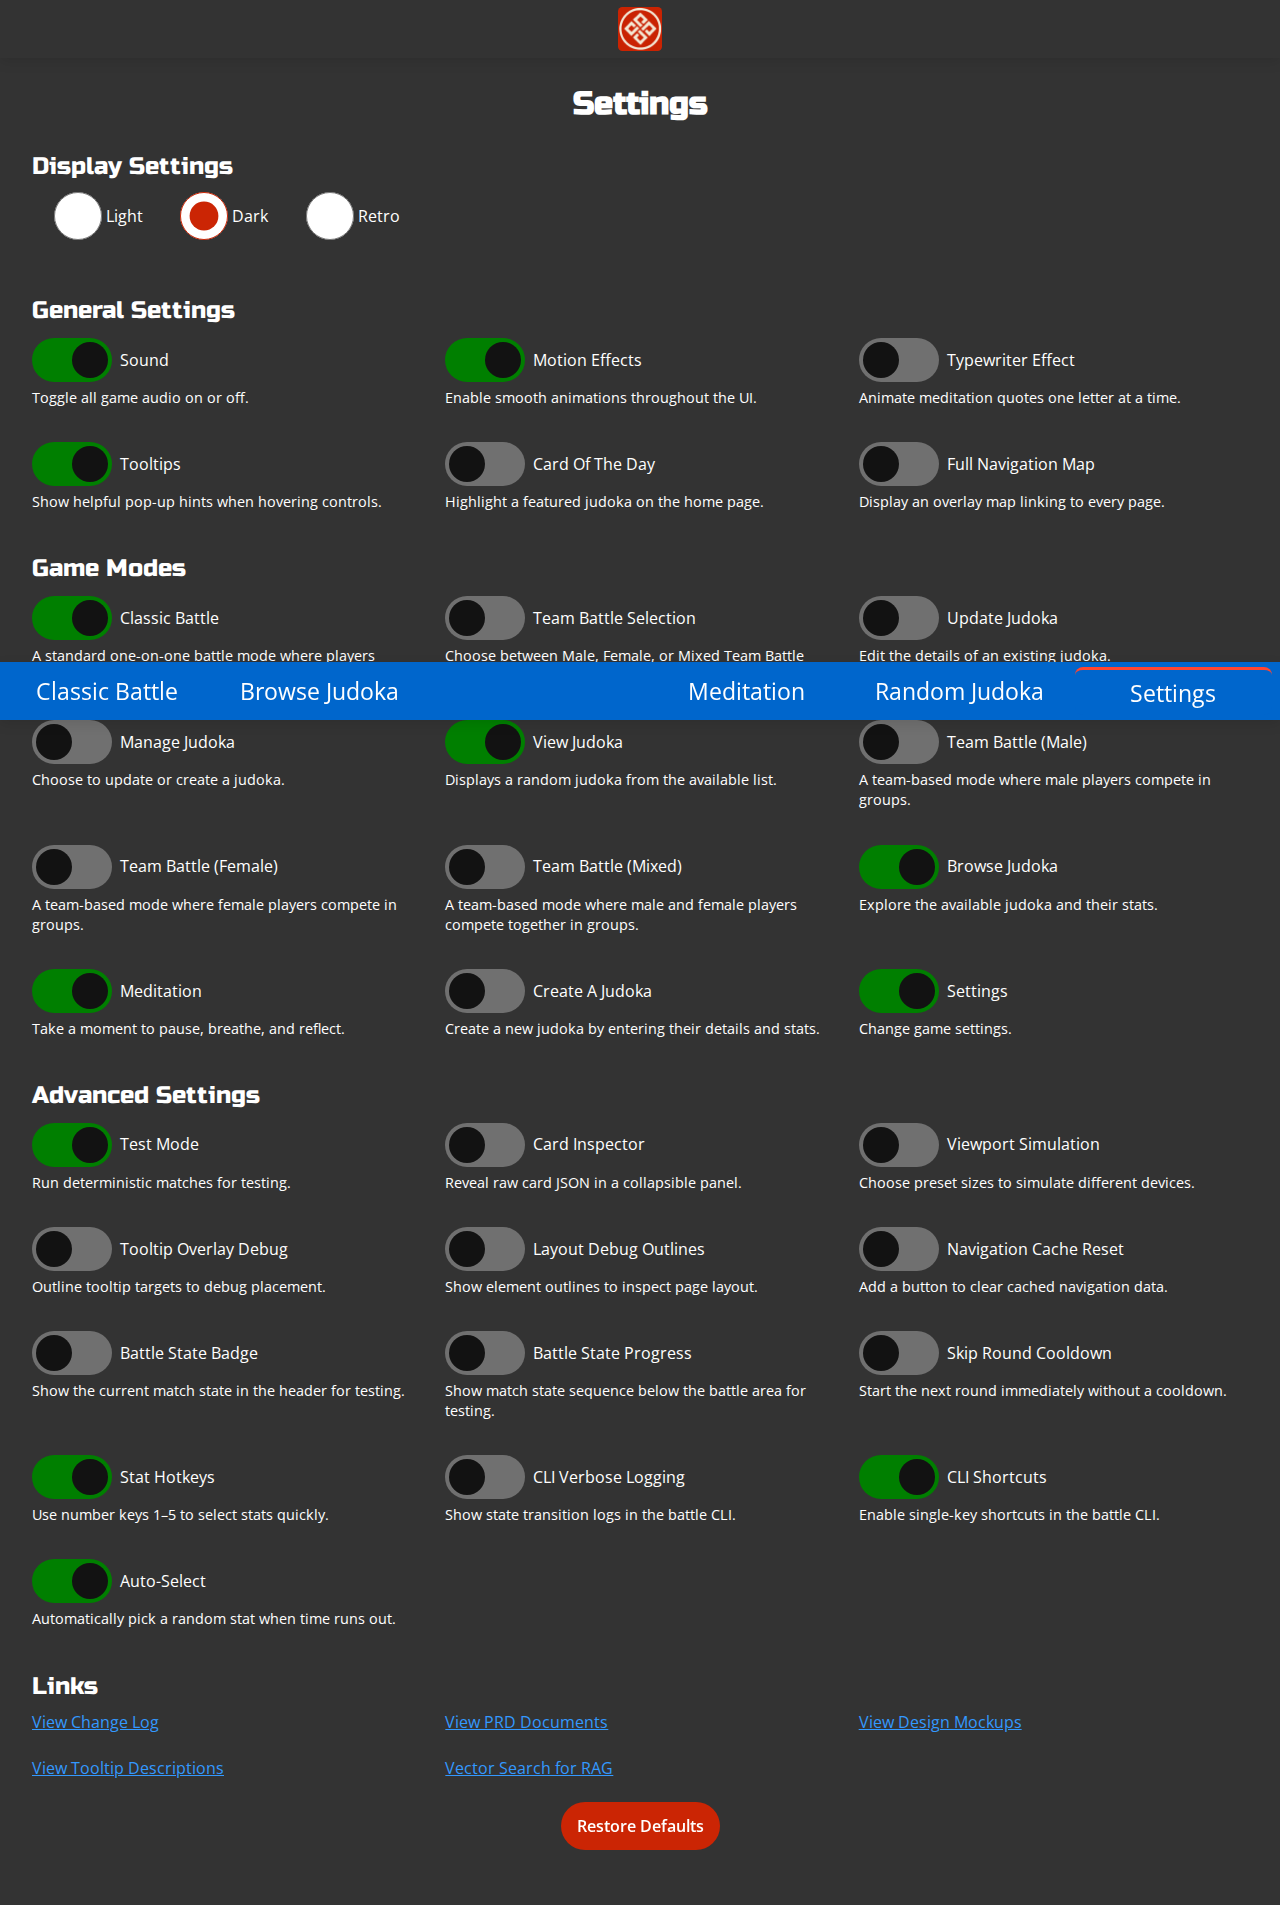 Settings
Display Settings
Light
Dark
Retro
General Settings
Sound
Motion Effects
Typewriter Effect
Toggle all game audio on or off.
Enable smooth animations throughout the UI.
Animate meditation quotes one letter at a time.
Tooltips
Card Of The Day
Full Navigation Map
Show helpful pop-up hints when hovering controls.
Highlight a featured judoka on the home page.
Display an overlay map linking to every page.
Game Modes
Classic Battle
Team Battle Selection
Update Judoka
A standard one-on-one battle mode where players
Choose between Male, Female, or Mixed Team Battle
Edit the details of an existing judoka.
Classic Battle
Browse Judoka
Meditation
Random Judoka
Settings
Manage Judoka
View Judoka
Team Battle (Male)
Choose to update or create a judoka.
Displays a random judoka from the available list.
A team-based mode where male players compete in
groups.
Team Battle (Female)
Team Battle (Mixed)
Browse Judoka
A team-based mode where female players compete in
groups.
A team-based mode where male and female players
compete together in groups.
Explore the available judoka and their stats.
Meditation
Create A Judoka
Settings
Take a moment to pause, breathe, and reflect.
Create a new judoka by entering their details and stats.
Change game settings.
Advanced Settings
Test Mode
Card Inspector
Viewport Simulation
Run deterministic matches for testing.
Reveal raw card JSON in a collapsible panel.
Choose preset sizes to simulate different devices.
Tooltip Overlay Debug
Layout Debug Outlines
Navigation Cache Reset
Outline tooltip targets to debug placement.
Show element outlines to inspect page layout.
Add a button to clear cached navigation data.
Battle State Badge
Battle State Progress
Skip Round Cooldown
Show the current match state in the header for testing.
Show match state sequence below the battle area for
testing.
Start the next round immediately without a cooldown.
Stat Hotkeys
CLI Verbose Logging
CLI Shortcuts
Use number keys 1–5 to select stats quickly.
Show state transition logs in the battle CLI.
Enable single-key shortcuts in the battle CLI.
Auto-Select
Automatically pick a random stat when time runs out.
Links
View Change Log
View PRD Documents
View Design Mockups
View Tooltip Descriptions
Vector Search for RAG
Restore Defaults